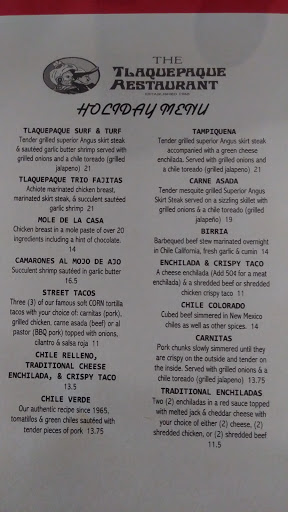 THE
TLAQUEPAQUE
RESTAURANT
HOLIDAY MENU
TLAQUEPAQUE SURF & TURF
Tender grilled superior Angus skirt steak
& sautéed garlic butter shrimp served with
grilled onions and a chile toreado (grilled
jalapeno) 21
TLAQUEPAQUE TRIO FAJITAS
Achiote marinated chicken breast,
marinated skirt steak, & succulent sautéed
garlic shrimp 21
MOLE DE LA CASA
Chicken breast in a mole paste of over 20
ingredients including a hint of chocolate.
14
CAMARONES AL MOJO DE AJO
Succulent shrimp sautéed in garlic butter
16.5
STREET TACOS
Three (3) of our famous soft CORN tortilla
tacos with your choice of: carnitas (pork),
grilled chicken, carne asada (beef) or al
pastor (BBQ pork) topped with onions,
cilantro & salsa roja 11
CHILE RELLENO,
TRADITIONAL CHEESE
ENCHILADA, & CRISPY TACO
13.5
CHILE VERDE
Our authentic recipe since 1965,
tomatillos & green chiles sautéed with
tender pieces of pork 13.75
TAMPIQUENA
Tender grilled superior Angus skirt steak
accompanied with a green cheese
enchilada. Served with grilled onions &
a chile toreado (grilled jalapeno) 21
CARNE ASADA
Tender mesquite grilled Superior Angus
Skirt Steak served on a sizzling skillet with
grilled onions & a chile toreado (grilled
jalapeño) 19
BIRRIA
Barbequed beef stew marinated overnight
in Chile California, fresh garlic & cumin 14
ENCHILADA & CRISPY TACO
A cheese enchilada (Add 50¢ for a meat
enchilada) & a shredded beef or shredded
chicken crispy taco 11
CHILE COLORADO
Cubed beef simmered in New Mexico
chiles as well as other spices. 14
CARNITAS
Pork chunks slowly simmered until they
are crispy on the outside and tender on
the inside. Served with grilled onions & a
chile toreado (grilled jalapeno) 13.75
TRADITIONAL ENCHILADAS
Two (2) enchiladas in a red sauce topped
with melted jack & cheddar cheese with
your choice of either (2) cheese, (2)
shredded chicken, or (2) shredded beef
11.5